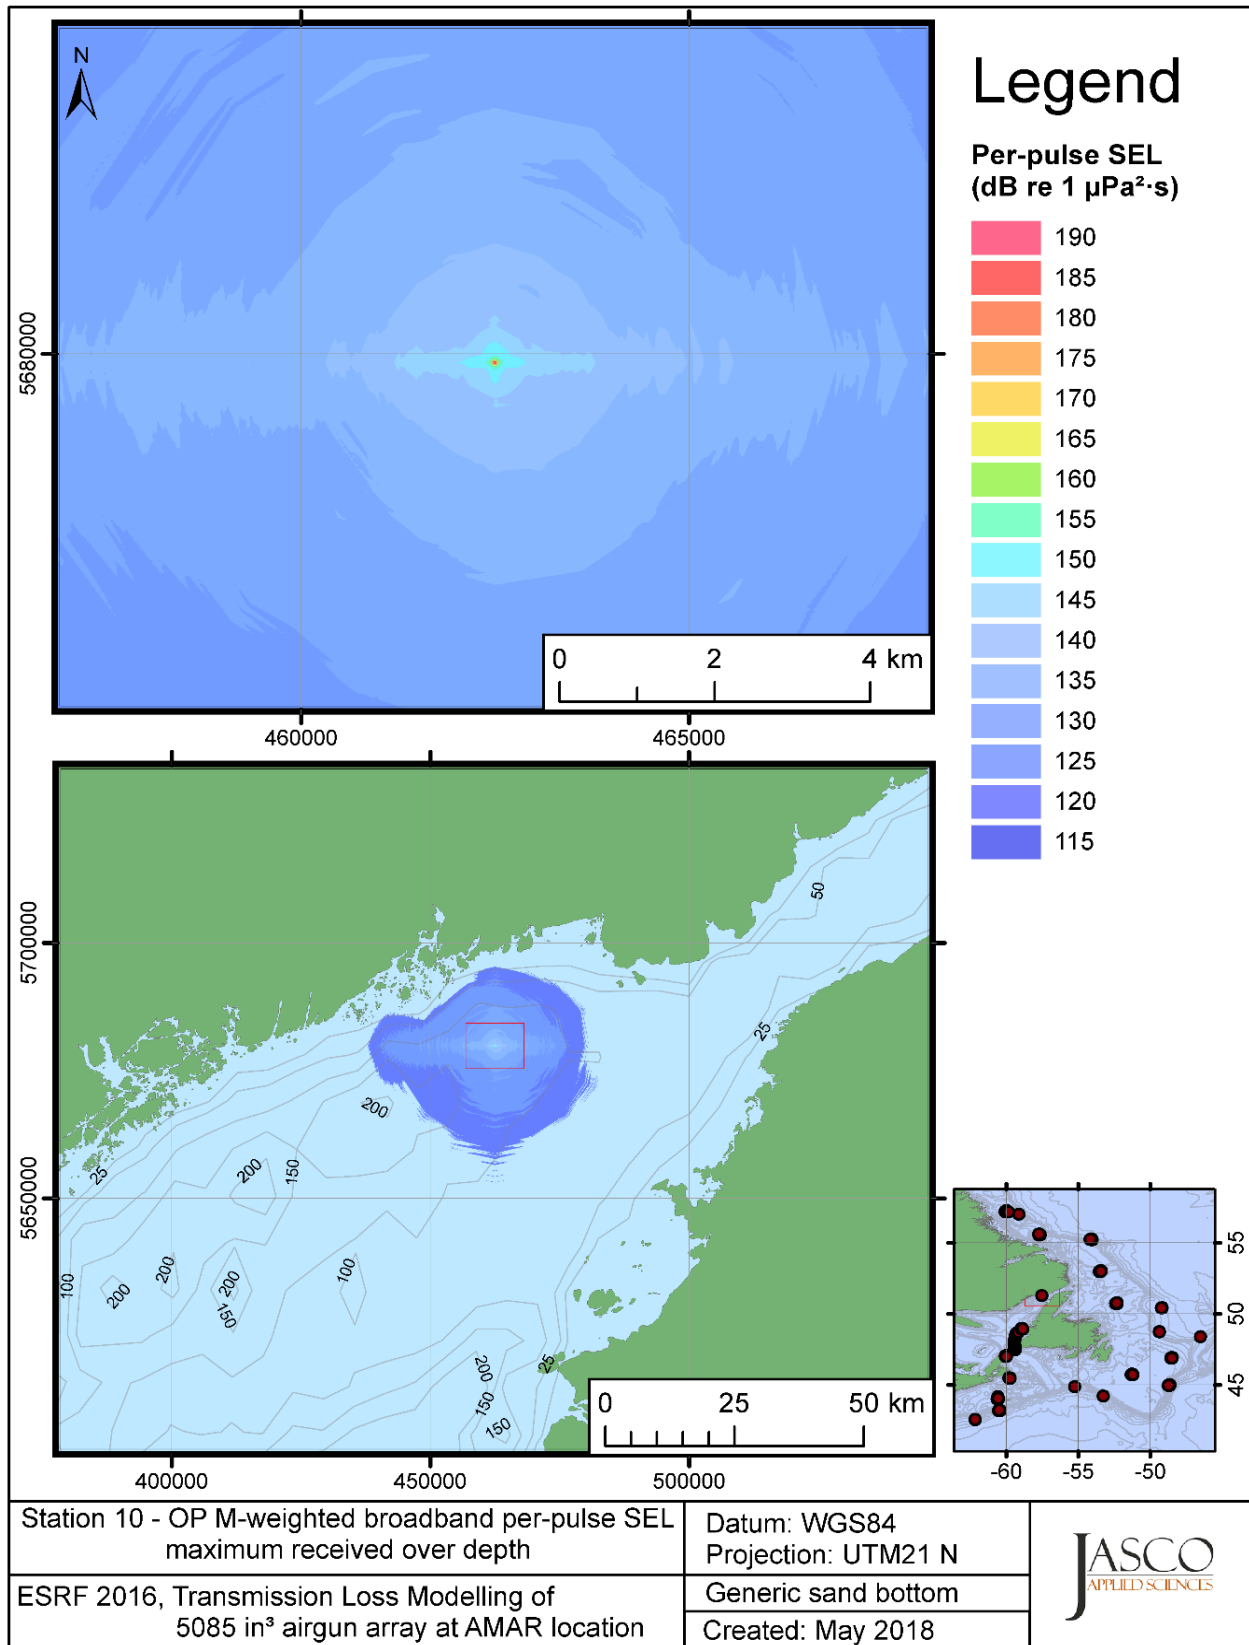 N
5680000
0 2 4 km
460000 465000
Legend
Per-pulse SEL
(dB re 1 µPa²·s)
190
185
180
175
170
165
160
155
150
145
140
135
130
125
120
115
5700000
5650000
50
25
200
25
200
150
100
200
200
200
150
100
200
150
150
25
0 25 50 km
400000 450000 500000
55
50
45
-60 -55 -50
Station 10 - OP M-weighted broadband per-pulse SEL
maximum received over depth
ESRF 2016, Transmission Loss Modelling of
5085 in³ airgun array at AMAR location
Datum: WGS84
Projection: UTM21 N
Generic sand bottom
Created: May 2018
JASCO
APPLIED SCIENCES